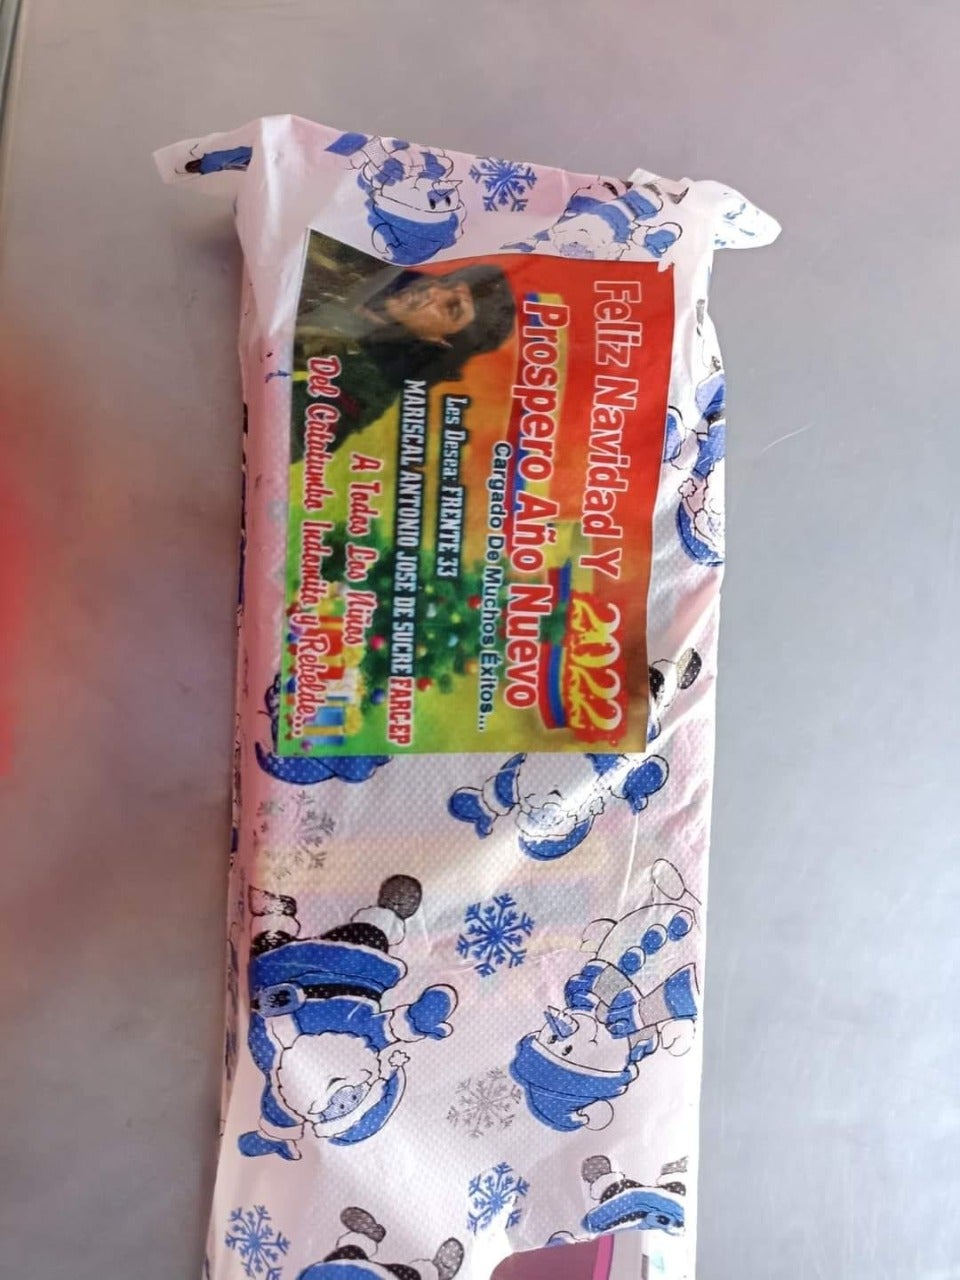 Feliz Navidad Y 2022
Prospero Año Nuevo
Cargado De Muchos Éxitos...
Les Desea: FRENTE 33
MARISCAL ANTONIO JOSE DE SUCRE FARC-EP
A Todos Los Niños
Del Catatumbo Indomito y Rebelde...